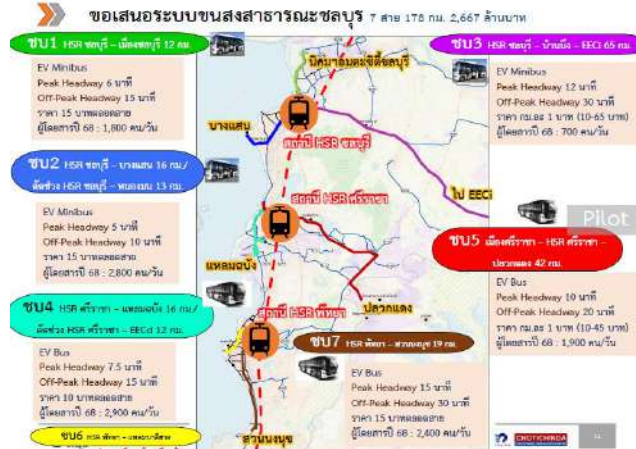 ขอเสนอระบบขนส่งสาธารณะชลบุรี 7 สาย 178 กม. 2,667 ล้านบาท
ชบ1 HSR ชลบุรี – เมืองชลบุรี 12 กม.
EV Minibus
Peak Headway 6 นาที
Off-Peak Headway 15 นาที
ราคา 15 บาทตลอดสาย
ผู้โดยสารปี 68 : 1,800 คน/วัน
ชบ2 HSR ชลบุรี – บางแสน 16 กม./
ตัดช่วง HSR ชลบุรี – หนองมน 13 กม.
EV Minibus
Peak Headway 5 นาที
Off-Peak Headway 10 นาที
ราคา 15 บาทตลอดสาย
ผู้โดยสารปี 68 : 2,800 คน/วัน
ชบ4 HSR ศรีราชา – แหลมฉบัง 16 กม./
ตัดช่วง HSR ศรีราชา – EECd 12 กม.
EV Bus
Peak Headway 7.5 นาที
Off-Peak Headway 15 นาที
ราคา 10 บาทตลอดสาย
ผู้โดยสารปี 68 : 2,900 คน/วัน
ชบ6 HSR พัทยา –
นิคมฯอมตะซิตี้ชลบุรี
บางแสน
สถานี HSR ชลบุรี
ไป EECi
สถานี HSR ศรีราชา
แหลมฉบัง
ปลวกแดง
สถานี HSR พัทยา
สวนนงนุช
ชบ3 HSR ชลบุรี – บ้านบึง – EECi 65 กม.
EV Minibus
Peak Headway 12 นาที
Off-Peak Headway 30 นาที
ราคา กม.ละ 1 บาท (10-65 บาท)
ผู้โดยสารปี 68 : 700 คน/วัน
Pilot
ชบ5 เมืองศรีราชา – HSR ศรีราชา –
ปลวกแดง 42 กม.
EV Bus
Peak Headway 10 นาที
Off-Peak Headway 20 นาที
ราคา กม.ละ 1 บาท (10-45 บาท)
ผู้โดยสารปี 68 : 1,900 คน/วัน
ชบ7 HSR พัทยา – สวนนงนุช 19 กม.
EV Bus
Peak Headway 15 นาที
Off-Peak Headway 30 นาที
ราคา 15 บาทตลอดสาย
ผู้โดยสารปี 68 : 2,400 คน/วัน
CHOTICHINDA